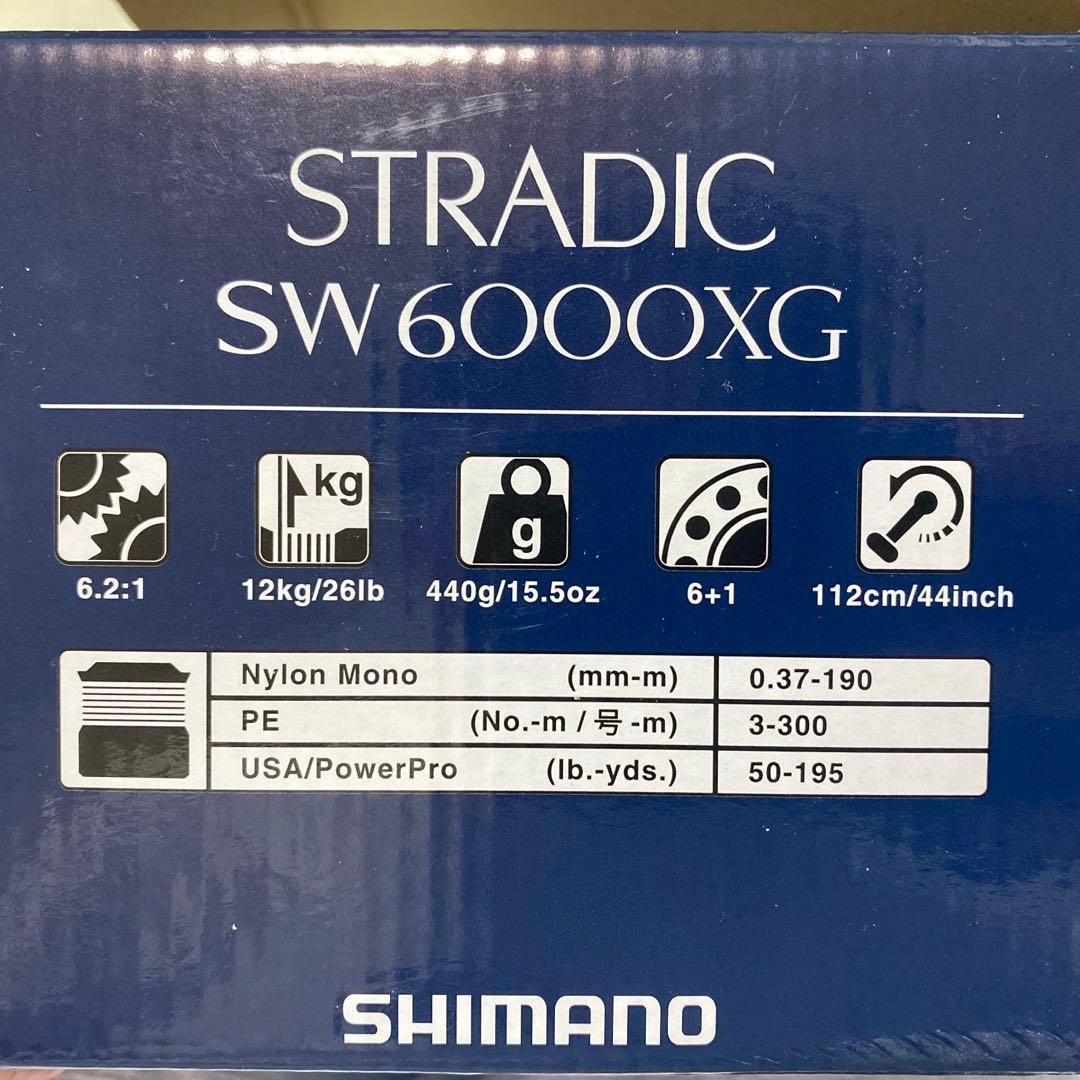 STRADIC
SW 6000XG
kg
g
6.2:1 12kg/26lb 440g/15.5oz 6+1 112cm/44inch
Nylon Mono (mm-m) 0.37-190
PE (No.-m / 号 -m) 3-300
USA/PowerPro (lb.-yds.) 50-195
SHIMANO